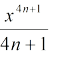 x^{4n+1}
4n + 1